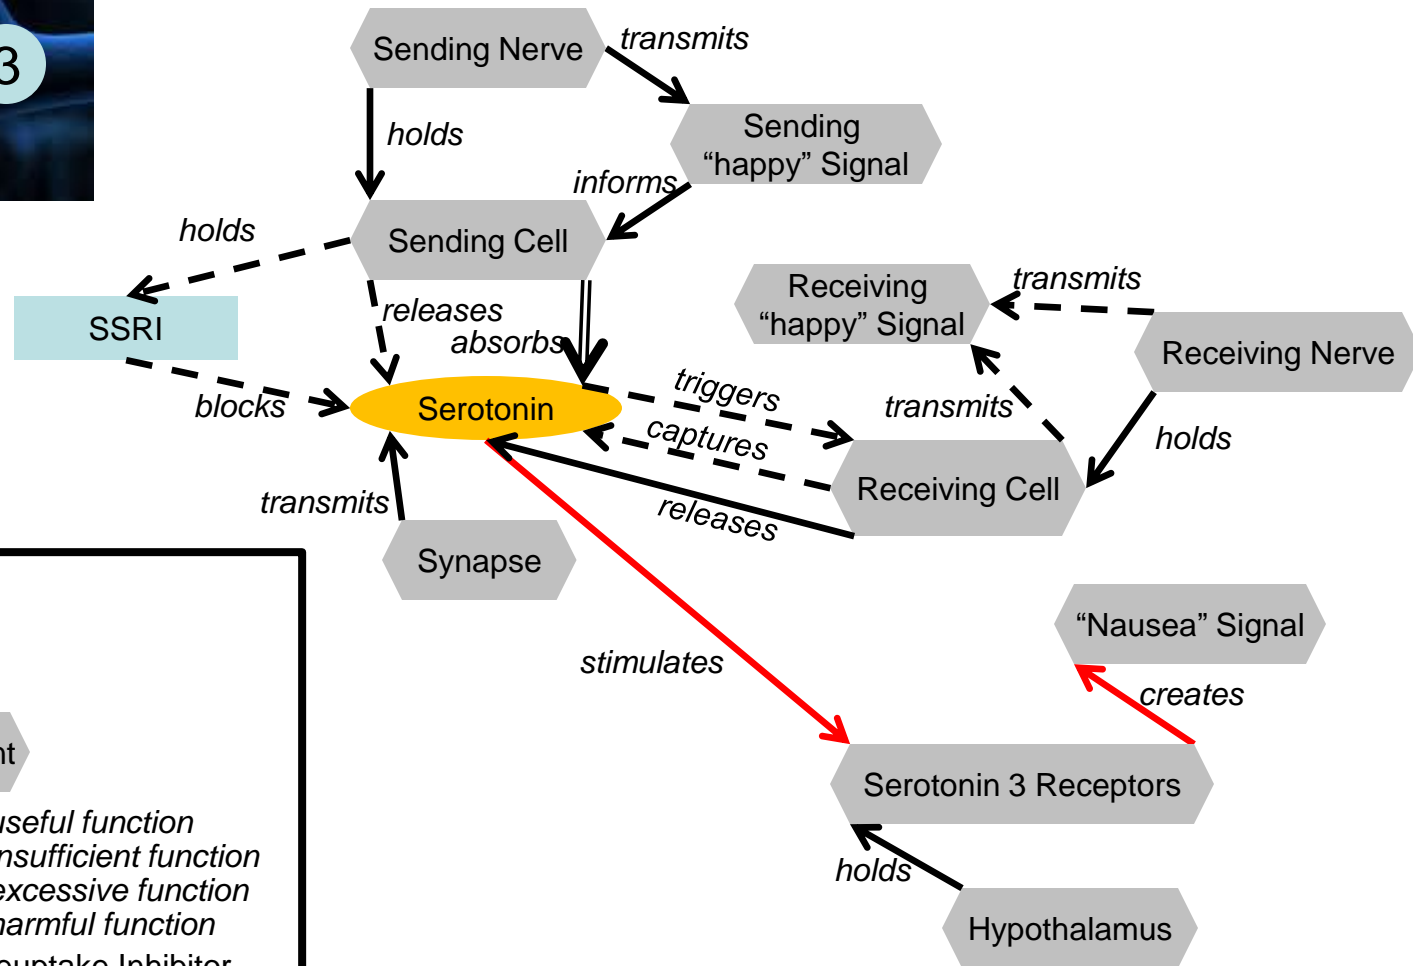 3
Sending Nerve
transmits
holds
Sending
“happy” Signal
informs
holds
Sending Cell
releases
absorbs
SSRI
blocks
Serotonin
Receiving
“happy” Signal
transmits
Receiving Nerve
triggers
captures
transmits
holds
Receiving Cell
releases
transmits
Synapse
stimulates
“Nausea” Signal
creates
Serotonin 3 Receptors
holds
Hypothalamus
useful function
insufficient function
excessive function
harmful function
Inhibitor